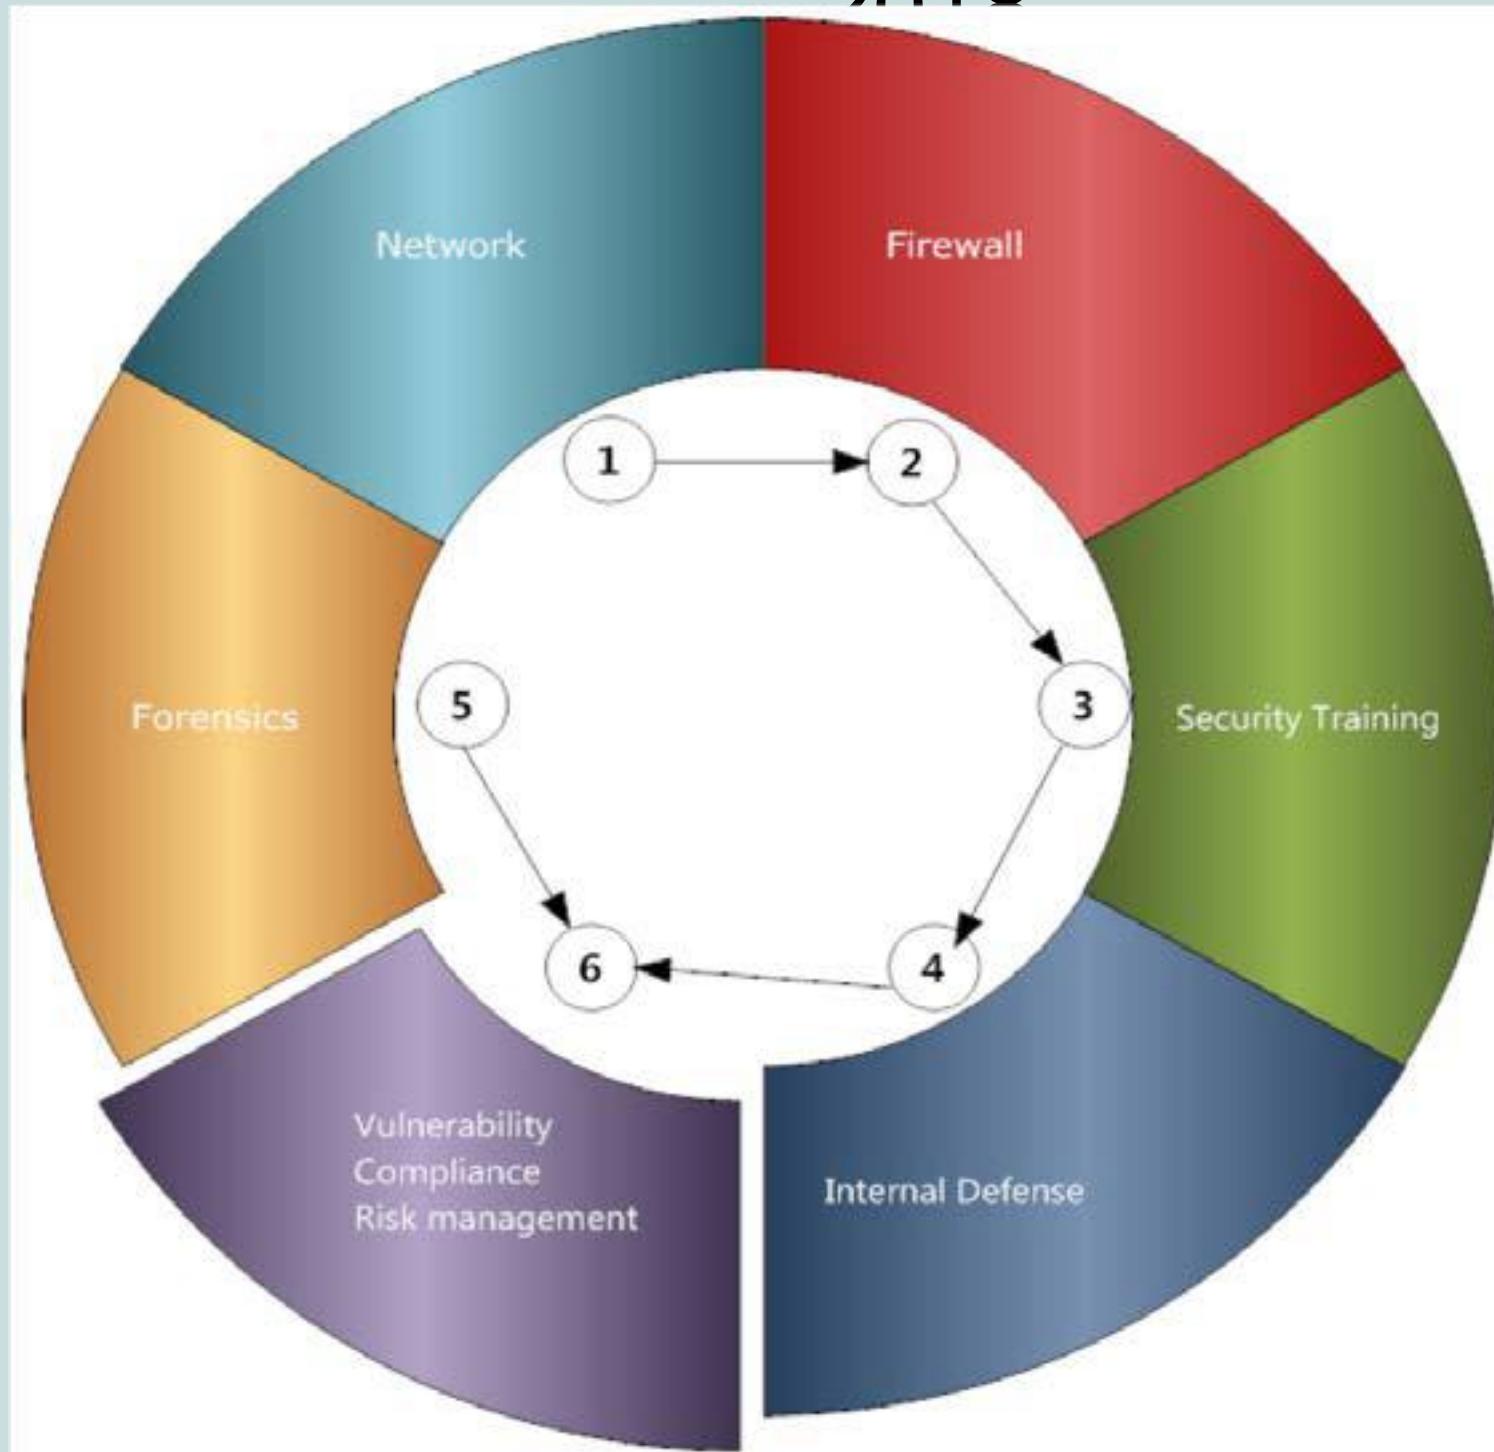 Network
Firewall
1
2
5
3
Forensics
Security Training
6
4
Vulnerability
Compliance
Risk management
Internal Defense